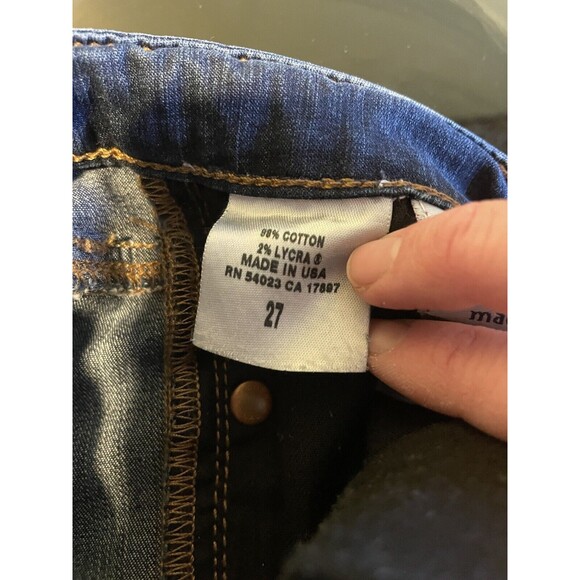 98% COTTON
2% LYCRA ®
MADE IN USA
RN 54023 CA 17897
27